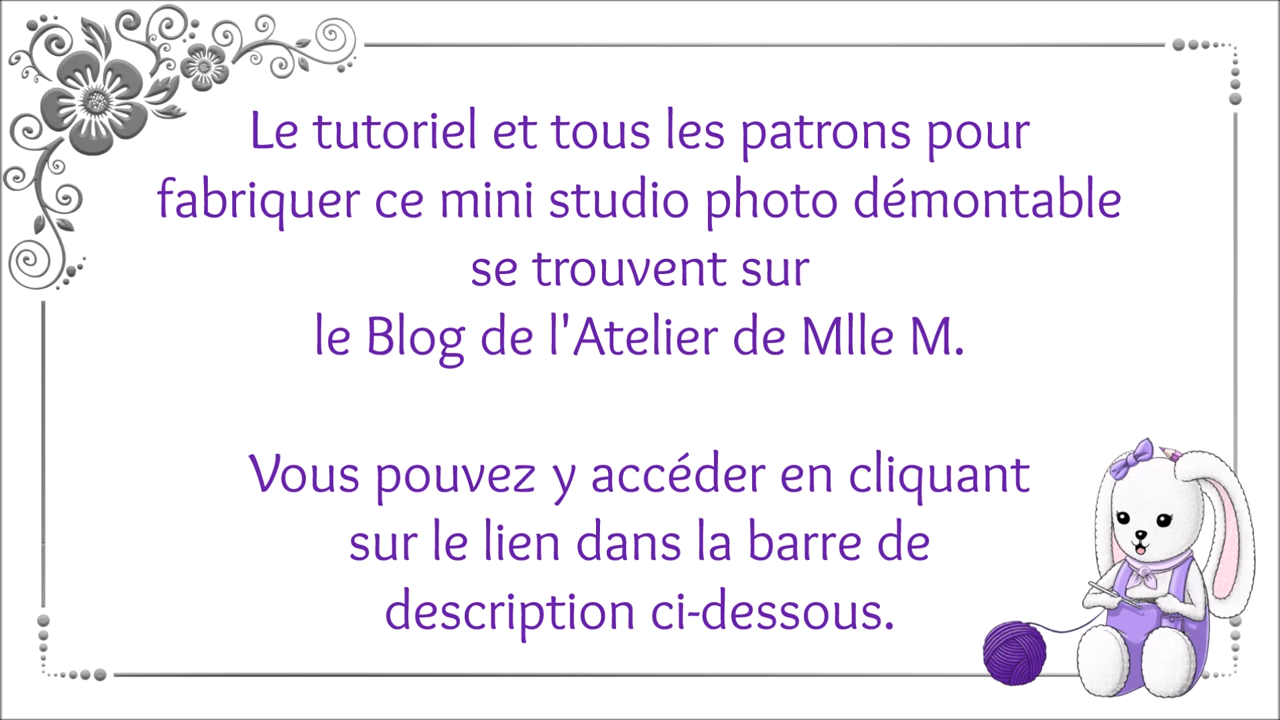 Le tutoriel et tous les patrons pour
fabriquer ce mini studio photo démontable
se trouvent sur
le Blog de l'Atelier de Mlle M.
Vous pouvez y accéder en cliquant
sur le lien dans la barre de
description ci-dessous.